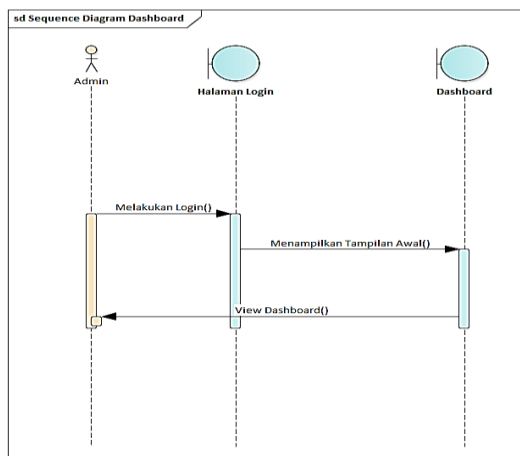 sd Sequence Diagram Dashboard
Admin
Halaman Login
Dashboard
Melakukan Login()
Menampilkan Tampilan Awal()
View Dashboard()